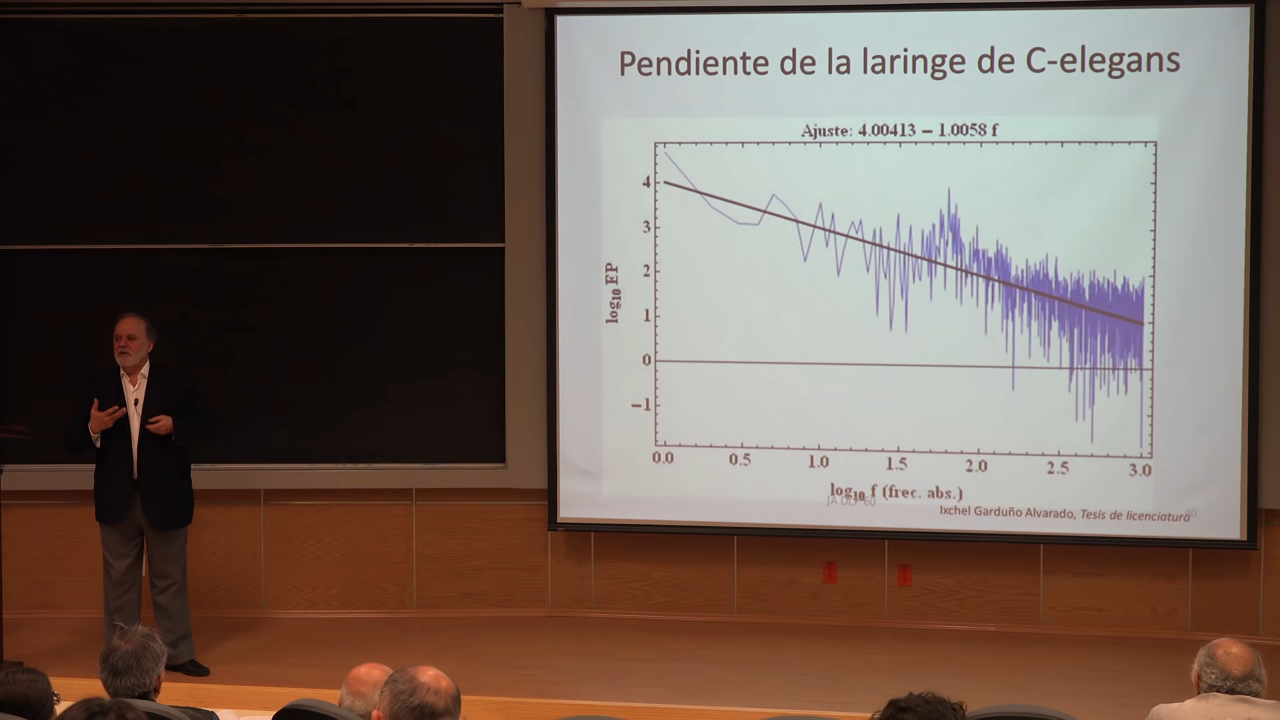 Pendiente de la laringe de C-elegans
Ajuste: 4.00413 − 1.0058 f
4
3
2
1
0
−1
log10 EP
0.0 0.5 1.0 1.5 2.0 2.5 3.0
log10 f (frec. abs.)
Ixchel Garduño Alvarado, Tesis de licenciatura